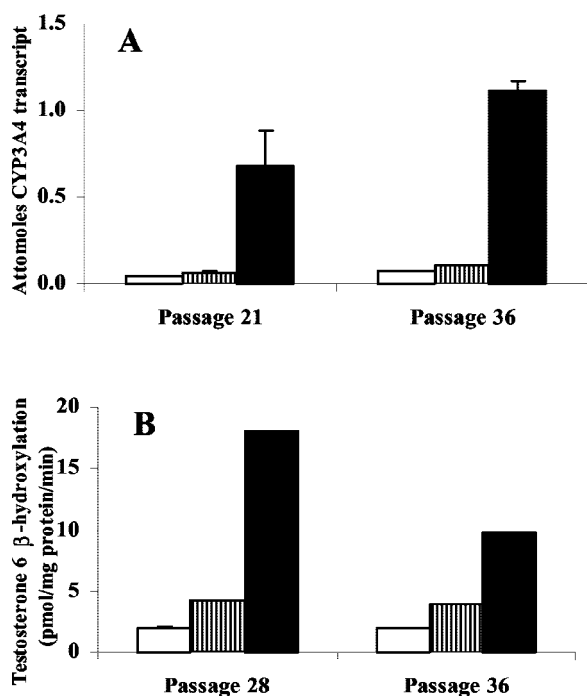 A
Attomoles CYP3A4 transcript
1.5
1.0
0.5
0.0
Passage 21 Passage 36
B
Testosterone 6 β-hydroxylation
(pmol/mg protein/min)
20
15
10
5
0
Passage 28 Passage 36